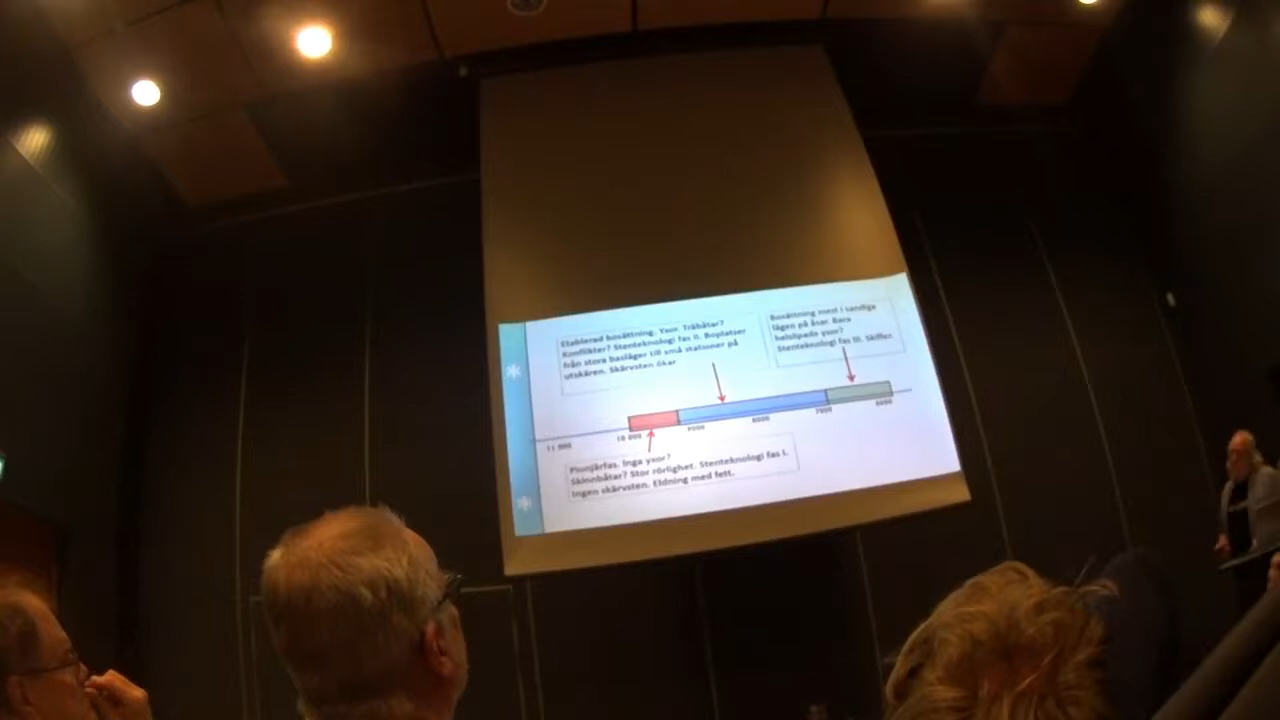 Etablerad bosättning. Yxor. Träbåtar?
Konflikter? Stenteknologi fas II. Boplatser
från stora basläger till små stationer på
utskären. Skärvsten ökar
Bosättning mest i sandiga
lägen på åsar. Bara
helslipade yxor?
Stenteknologi fas III. Skiffer.
11 000
10 000
9000
8000
7000
6000
Pionjärfas. Inga yxor?
Skinnbåtar? Stor rörlighet. Stenteknologi fas I.
Ingen skärvsten. Eldning med fett.